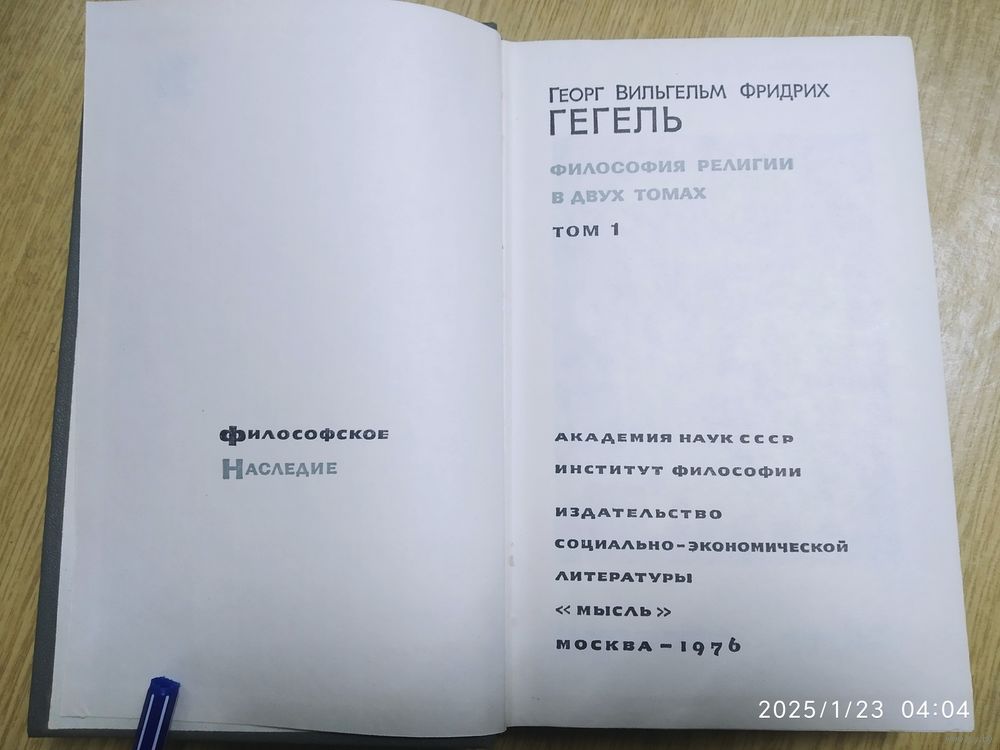 Философское
Наследие
Георг Вильгельм Фридрих
ГЕГЕЛЬ
ФИЛОСОФИЯ РЕЛИГИИ
В ДВУХ ТОМАХ
ТОМ 1
АКАДЕМИЯ НАУК СССР
ИНСТИТУТ ФИЛОСОФИИ
ИЗДАТЕЛЬСТВО
СОЦИАЛЬНО-ЭКОНОМИЧЕСКОЙ
ЛИТЕРАТУРЫ
«МЫСЛЬ»
МОСКВА – 1976
2025/1/23 04:04